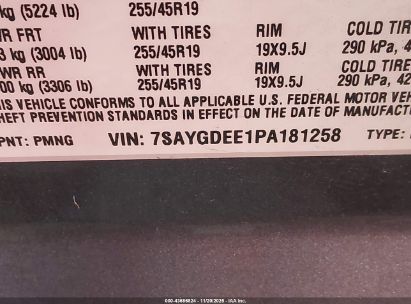 kg (5224 lb) 255/45R19
WR FRT WITH TIRES RIM COLD TIRE
3 kg (3004 lb) 255/45R19 19X9.5J 290 kPa, 4
WR RR WITH TIRES RIM COLD TIRE
00 kg (3306 lb) 255/45R19 19X9.5J 290 kPa, 42
IS VEHICLE CONFORMS TO ALL APPLICABLE U.S. FEDERAL MOTOR VEH
HEFT PREVENTION STANDARDS IN EFFECT ON THE DATE OF MANUFACT
PNT: PMNG VIN: 7SAYGDEE1PA181258 TYPE: